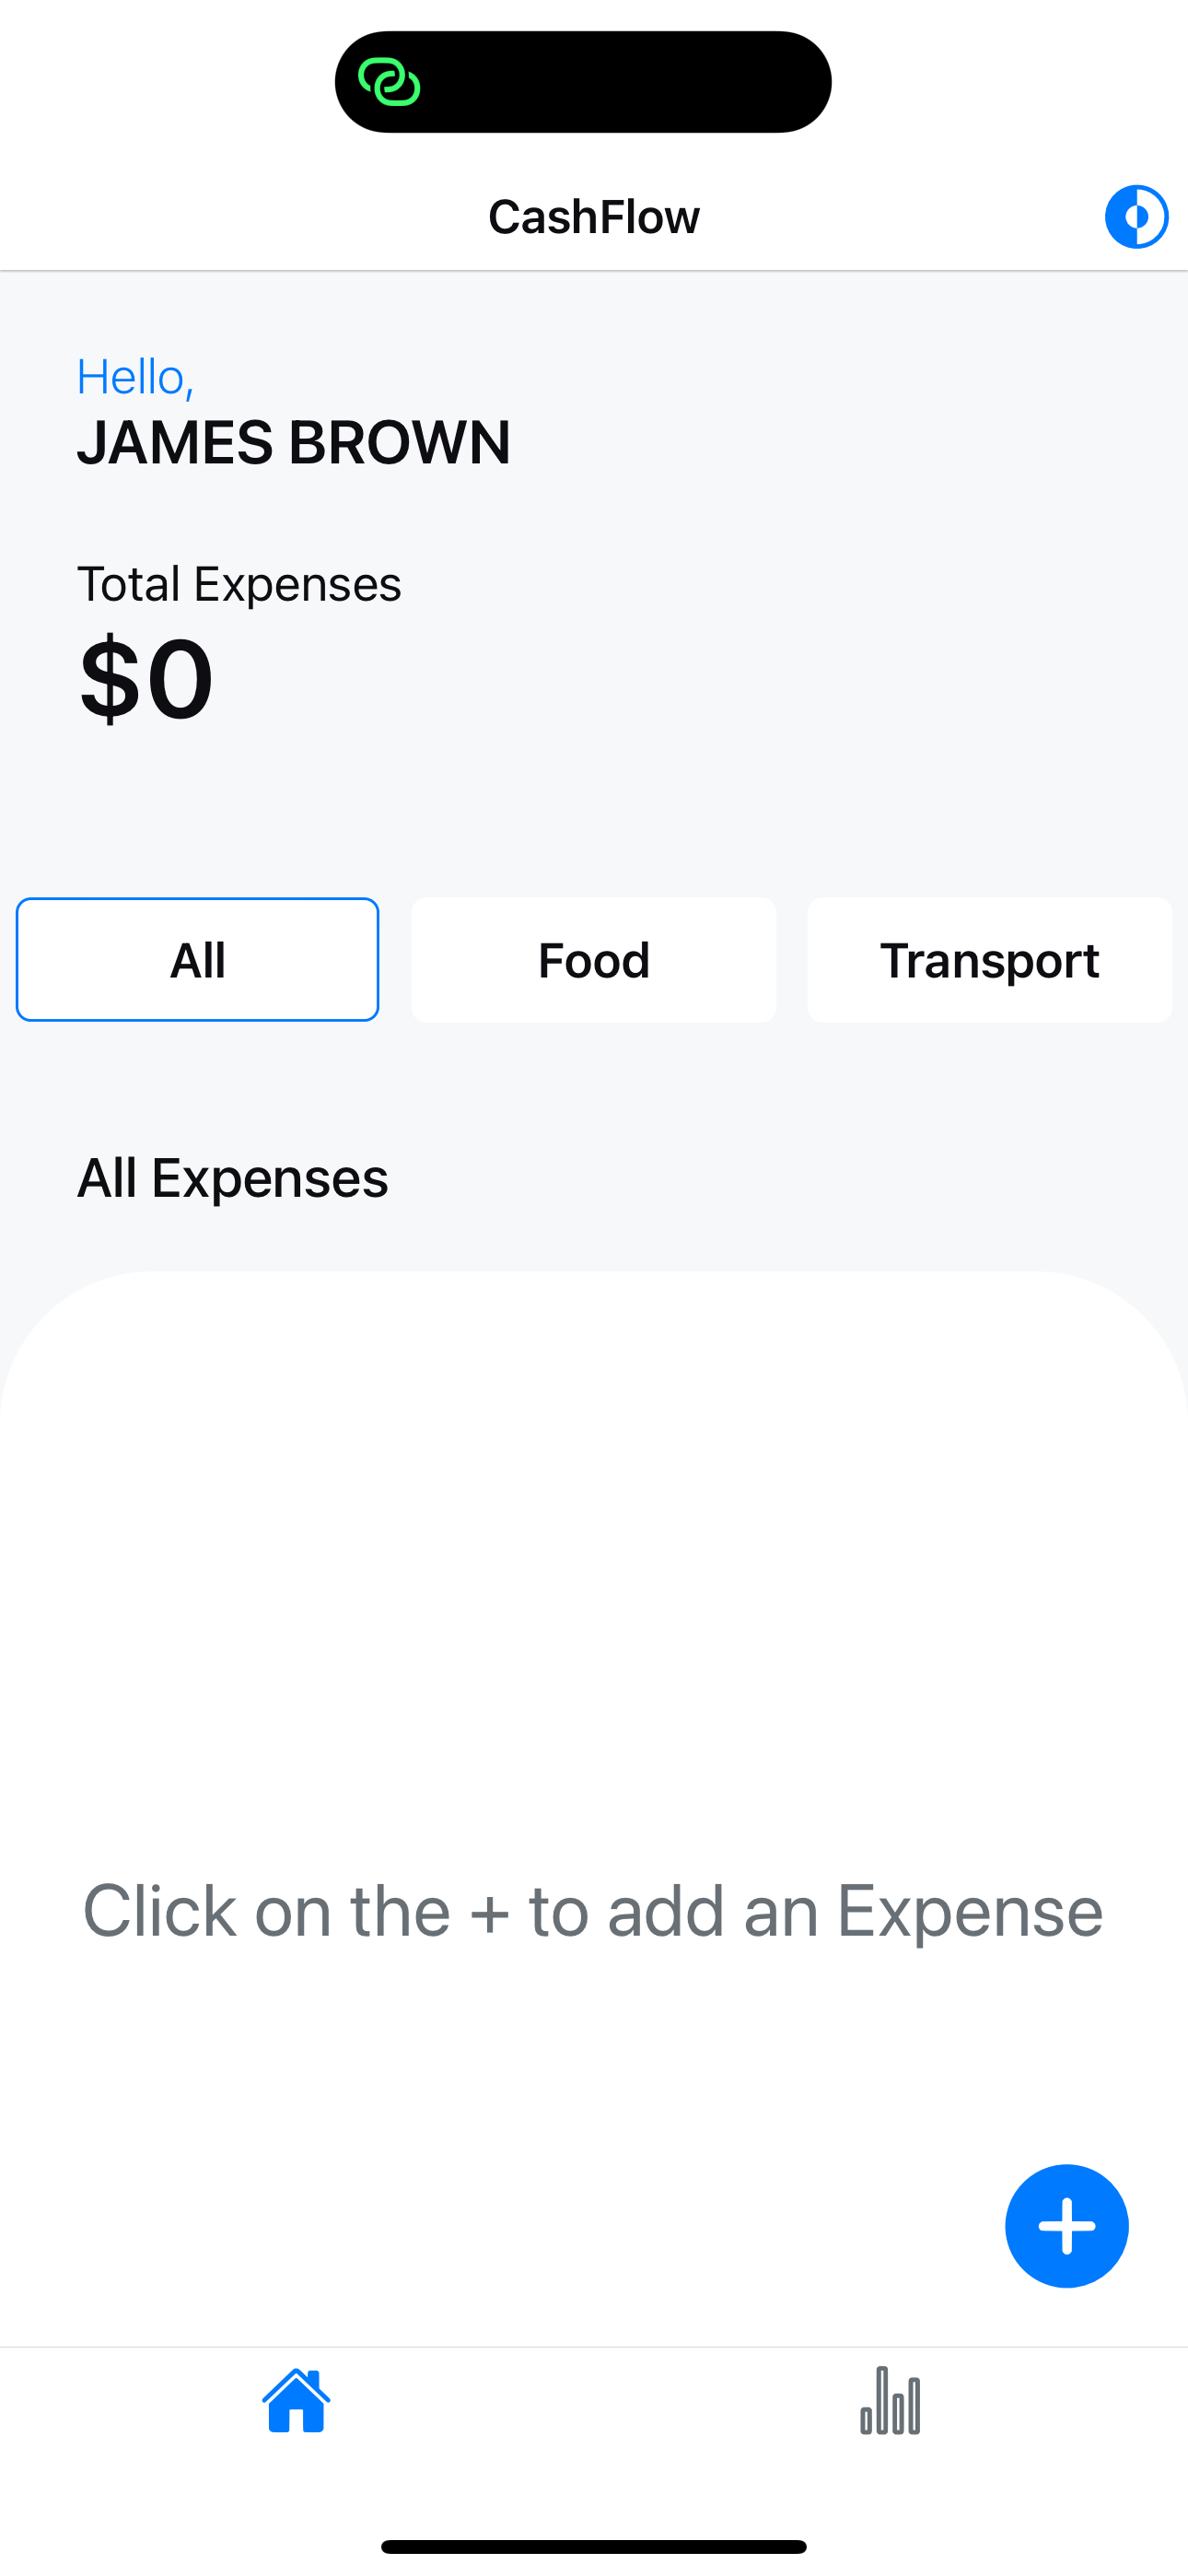 CashFlow
Hello,
JAMES BROWN
Total Expenses
$0
All
Food
Transport
All Expenses
Click on the + to add an Expense